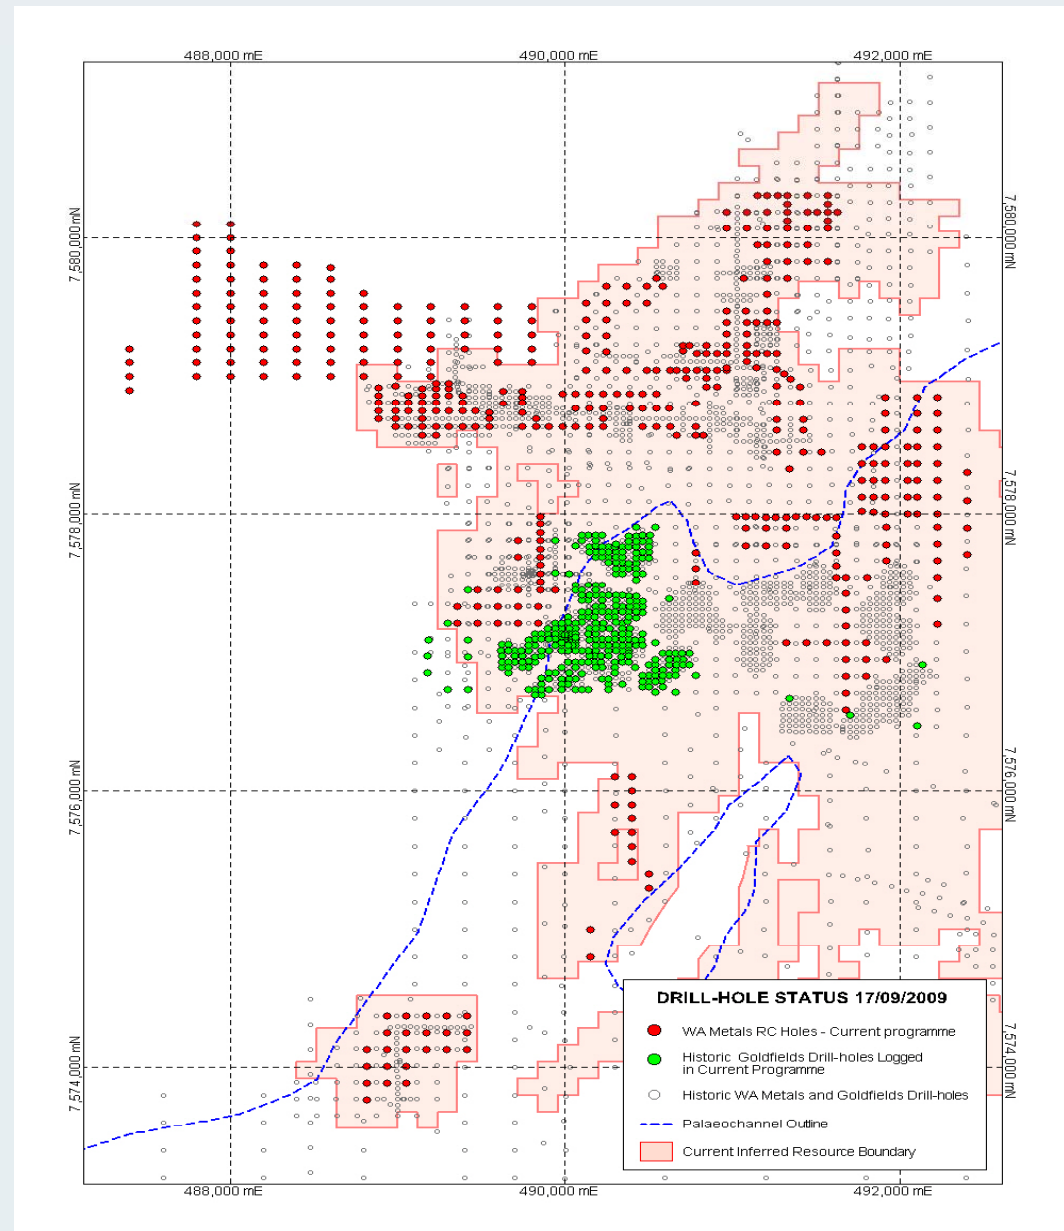 488,000 mE
490,000 mE
492,000 mE
7,580,000 mN
7,580,000 mN
7,578,000 mN
7,578,000 mN
7,576,000 mN
7,576,000 mN
7,574,000 mN
7,574,000 mN
DRILL-HOLE STATUS 17/09/2009
WA Metals RC Holes - Current programme
Historic Goldfields Drill-holes Logged
in Current Programme
Historic WA Metals and Goldfields Drill-holes
Palaeochannel Outline
Current Inferred Resource Boundary
488,000 mE
490,000 mE
492,000 mE